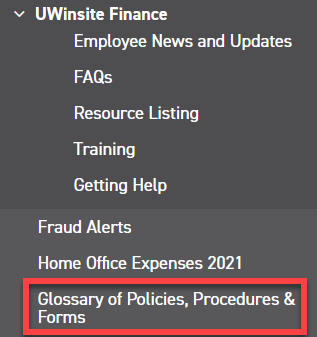 UWinsite Finance
Employee News and Updates
FAQs
Resource Listing
Training
Getting Help
Fraud Alerts
Home Office Expenses 2021
Glossary of Policies, Procedures &
Forms